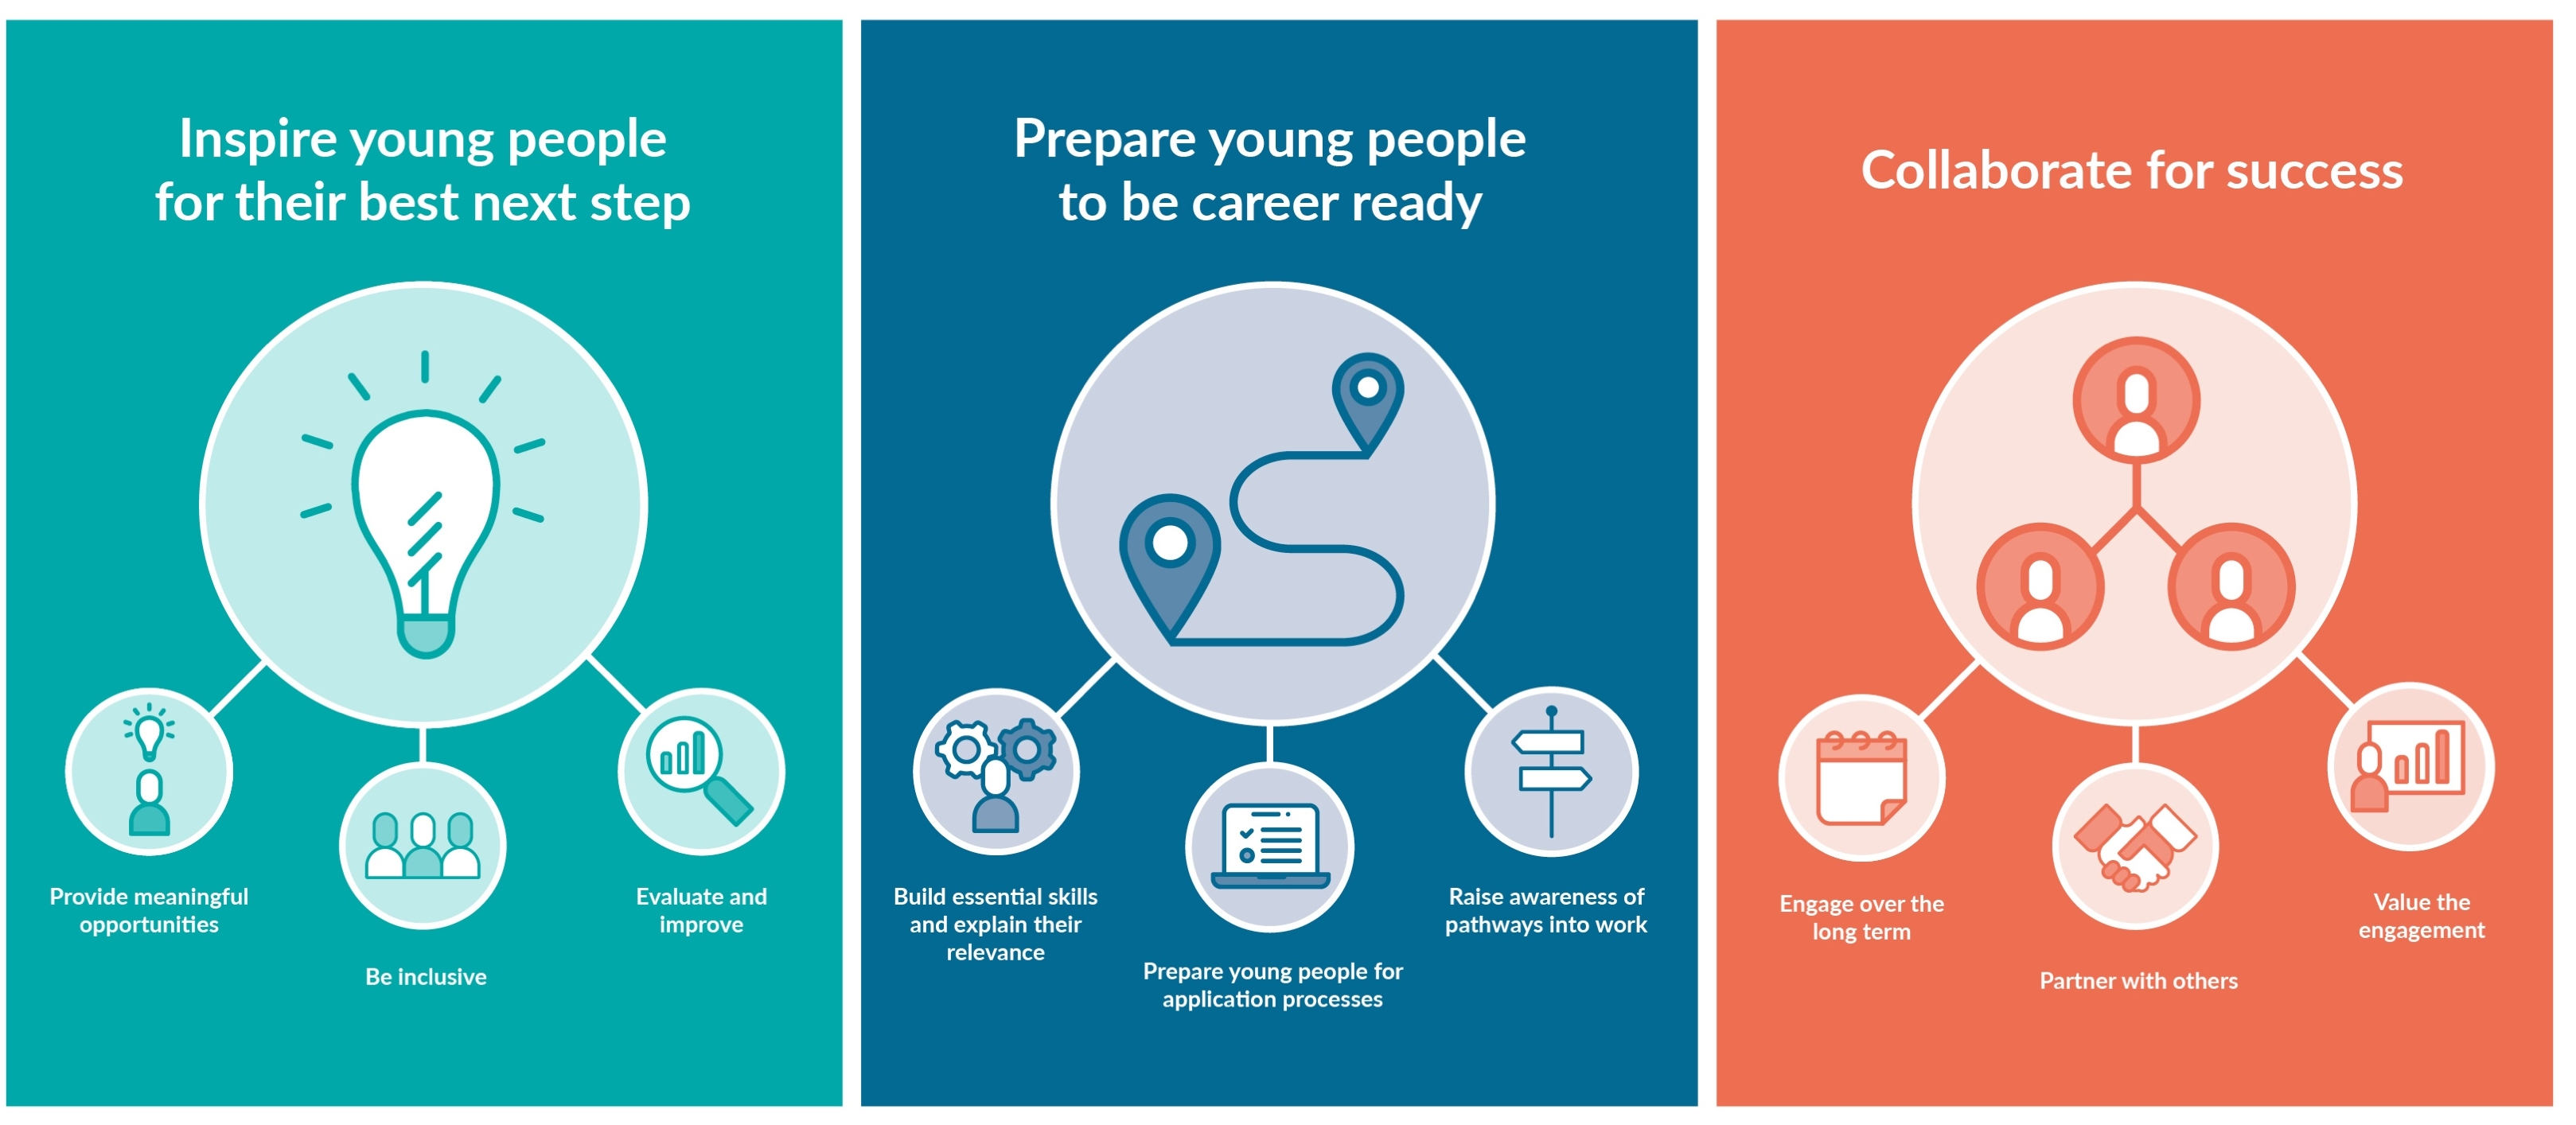 Inspire young people
for their best next step
Provide meaningful
opportunities
Be inclusive
Evaluate and
improve
Prepare young people
to be career ready
Build essential skills
and explain their
relevance
Prepare young people for
application processes
Raise awareness of
pathways into work
Collaborate for success
Engage over the
long term
Partner with others
Value the
engagement